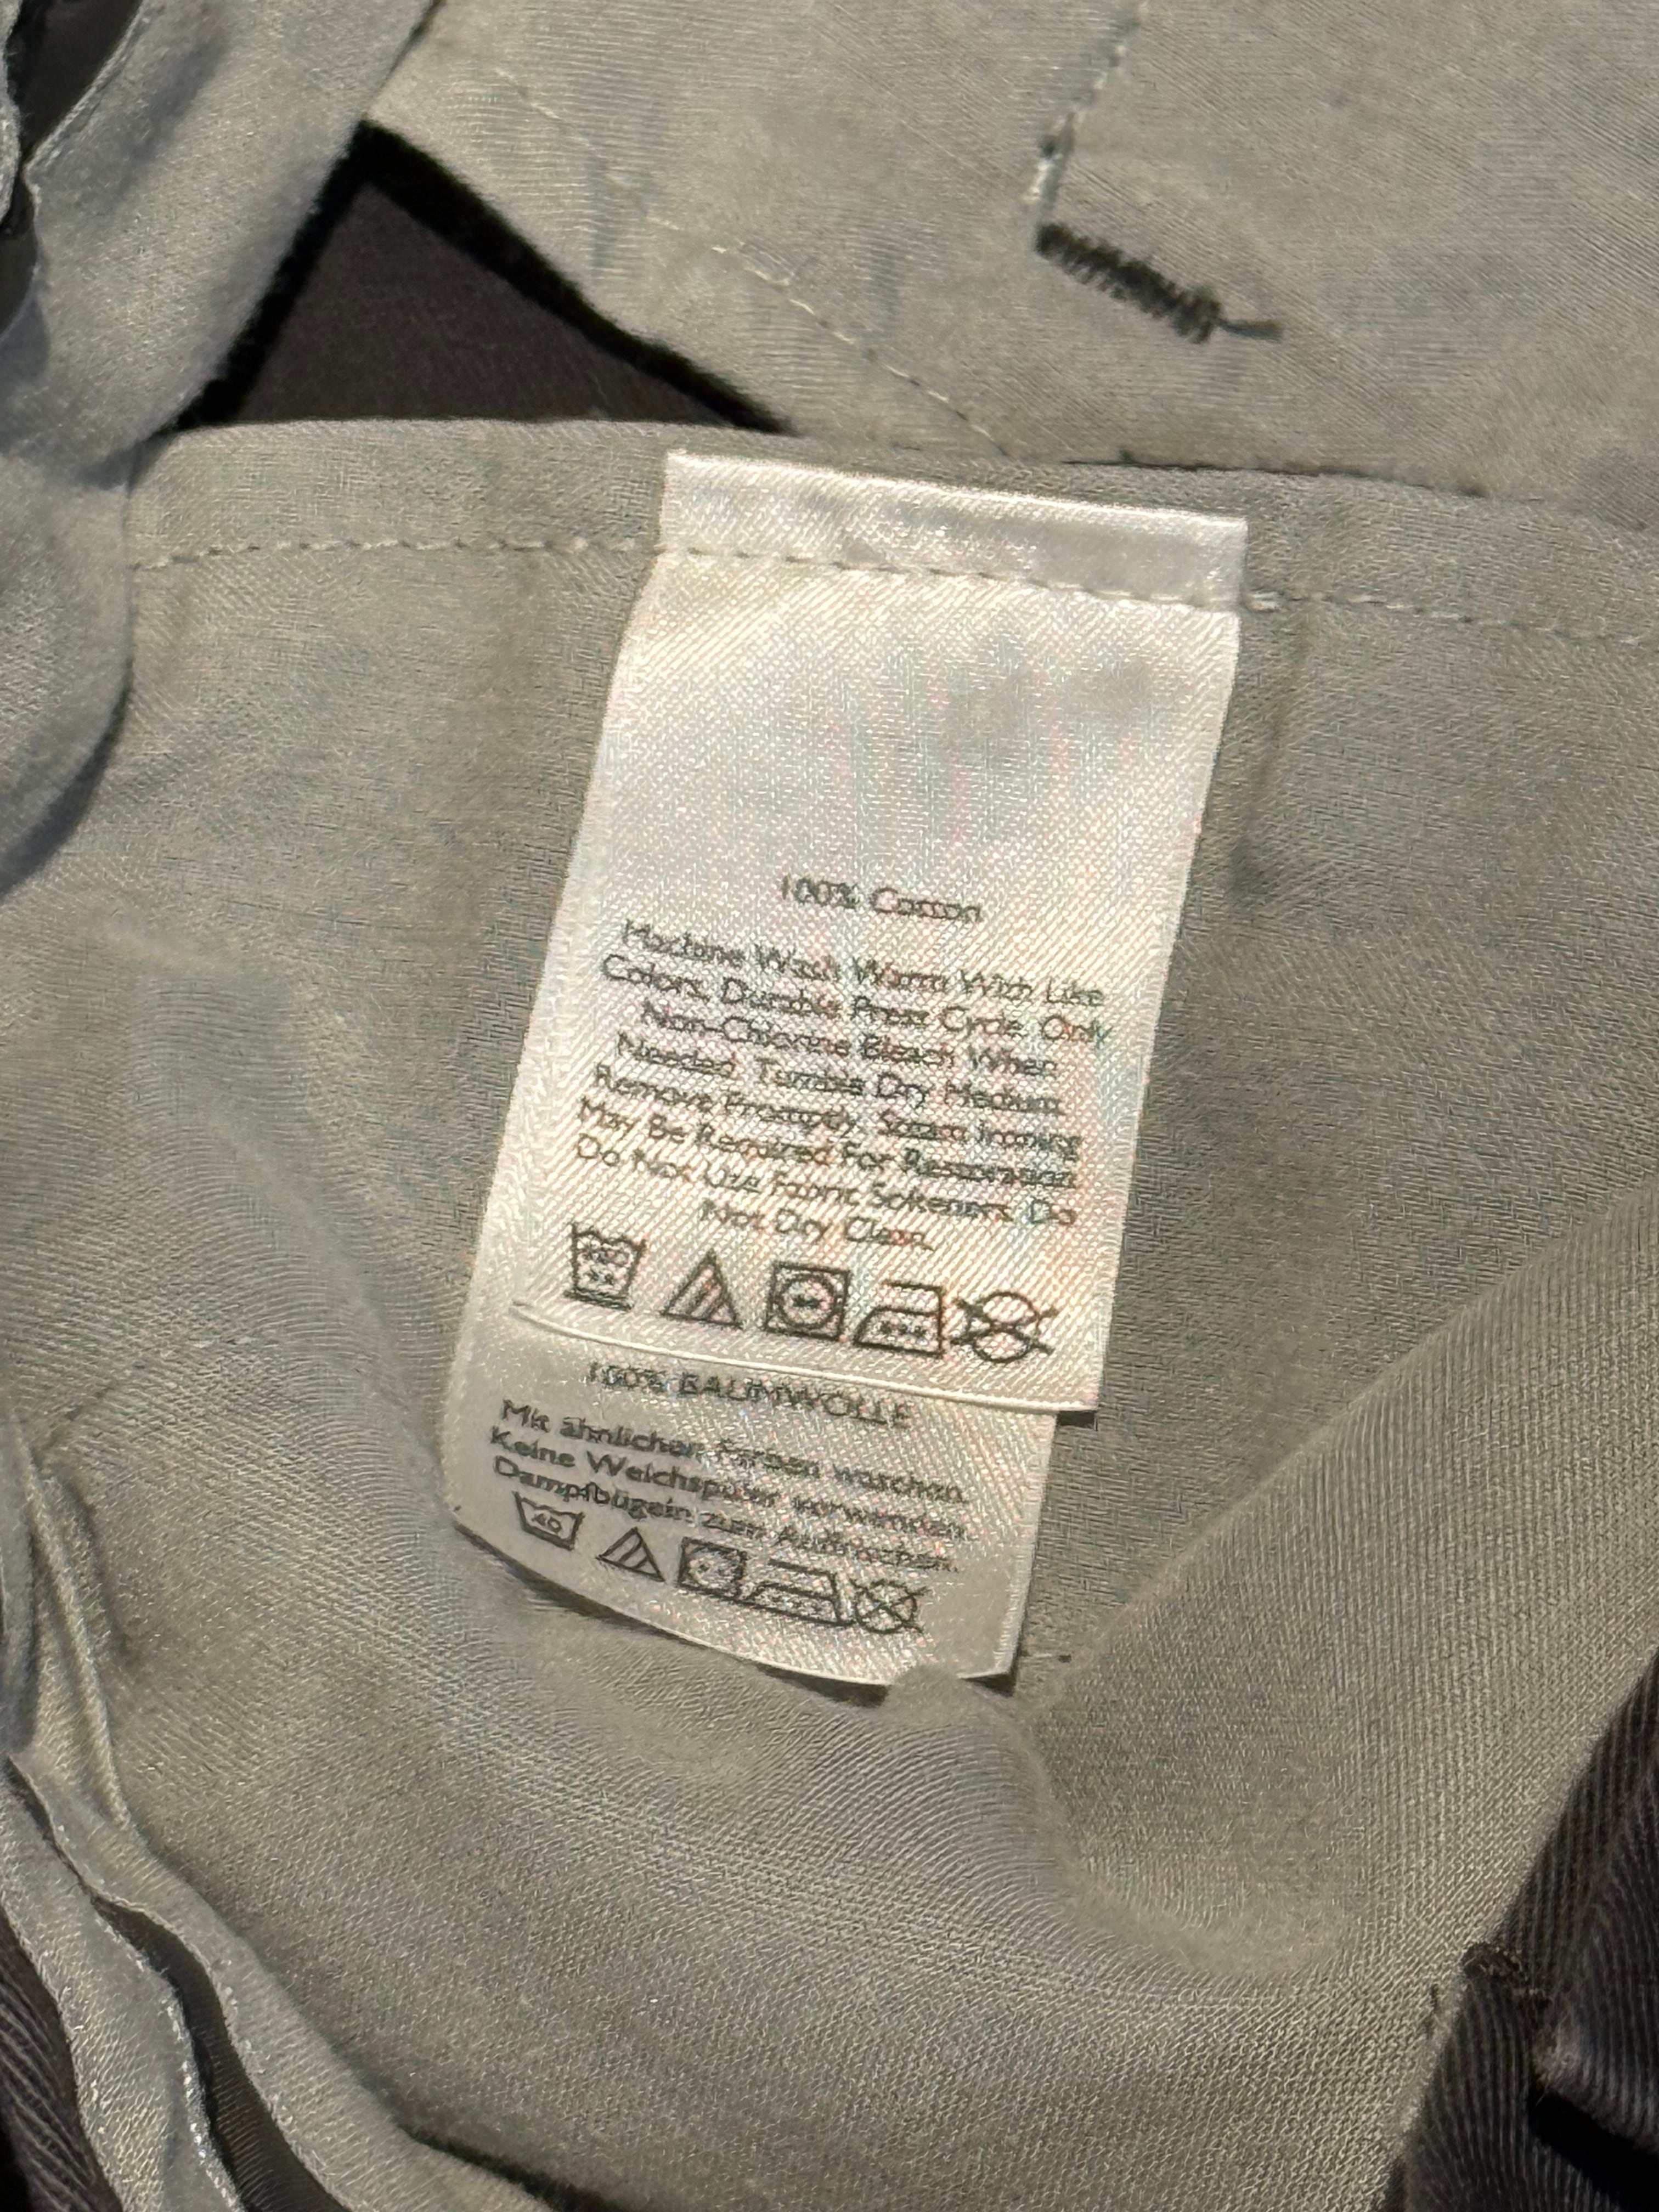 100% Cotton
Machine Wash Warm With Like
Colors, Durable Press Cycle. Only
Non-Chlorine Bleach When
Needed. Tumble Dry Medium.
Remove Promptly. Steam Ironing
May Be Required For Restoration.
Do Not Use Fabric Softeners. Do
Not Dry Clean.
100% BAUMWOLLE
Mit ähnlichen Farben waschen.
Keine Weichspüler verwenden.
Dampfbügeln zum Auffrischen.
40